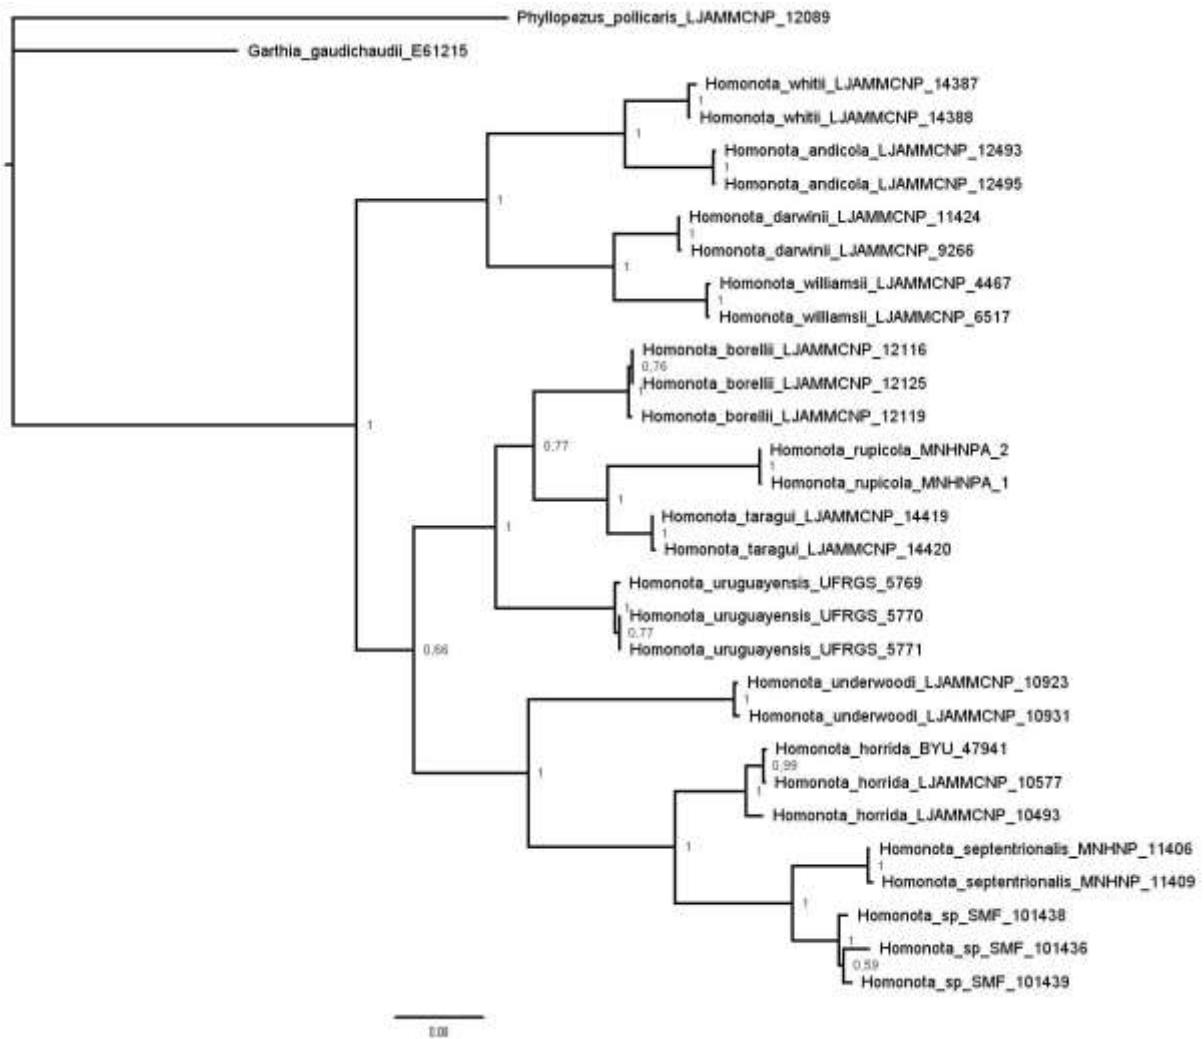 Phyllopezus_pollicaris_LJAMMCNP_12089
Garthia_gaudichaudii_E61215
Homonota_whitii_LJAMMCNP_14387
1
Homonota_whitii_LJAMMCNP_14388
1
Homonota_andicola_LJAMMCNP_12493
1
Homonota_andicola_LJAMMCNP_12495
1
Homonota_darwinii_LJAMMCNP_11424
1
Homonota_darwinii_LJAMMCNP_9266
1
Homonota_williamsii_LJAMMCNP_4467
1
Homonota_williamsii_LJAMMCNP_6517
Homonota_borellii_LJAMMCNP_12116
0,76
Homonota_borellii_LJAMMCNP_12125
1
Homonota_borellii_LJAMMCNP_12119
1
0,77
Homonota_rupicola_MNHNPA_2
1
Homonota_rupicola_MNHNPA_1
1
Homonota_taragui_LJAMMCNP_14419
1
1
Homonota_taragui_LJAMMCNP_14420
Homonota_uruguayensis_UFRGS_5769
1
Homonota_uruguayensis_UFRGS_5770
0,77
Homonota_uruguayensis_UFRGS_5771
0,66
Homonota_underwoodi_LJAMMCNP_10923
1
Homonota_underwoodi_LJAMMCNP_10931
Homonota_horrida_BYU_47941
0,99
1
Homonota_horrida_LJAMMCNP_10577
1
Homonota_horrida_LJAMMCNP_10493
1
Homonota_septentrionalis_MNHNP_11406
1
Homonota_septentrionalis_MNHNP_11409
1
Homonota_sp_SMF_101438
1
Homonota_sp_SMF_101436
0,59
Homonota_sp_SMF_101439